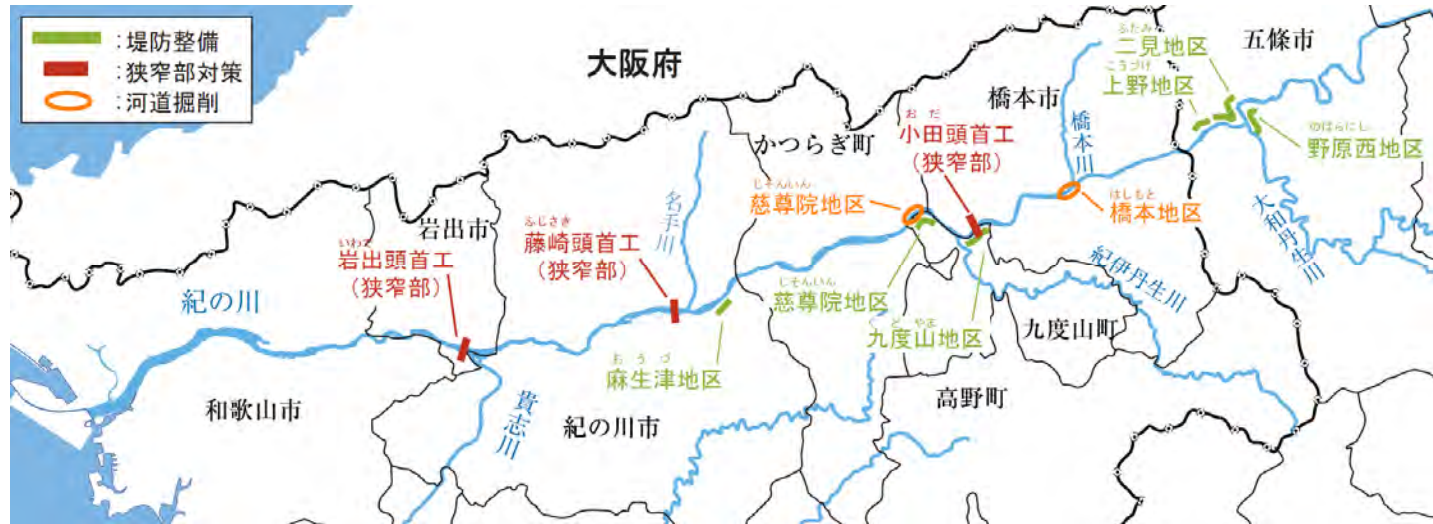 ：堤防整備
：狭窄部対策
：河道掘削
大阪府
五條市
ふたみ
二見地区
こうづけ
上野地区
のはらにし
野原西地区
橋本市
橋本川
おだ
小田頭首工
（狭窄部）
かつらぎ町
じそんいん
慈尊院地区
はしもと
橋本地区
大和丹生川
紀伊丹生川
名手川
岩出市
ふじさき
藤崎頭首工
（狭窄部）
いわで
岩出頭首工
（狭窄部）
紀の川
じそんいん
慈尊院地区
くどやま
九度山地区
九度山町
おうづ
麻生津地区
高野町
和歌山市
貴志川
紀の川市